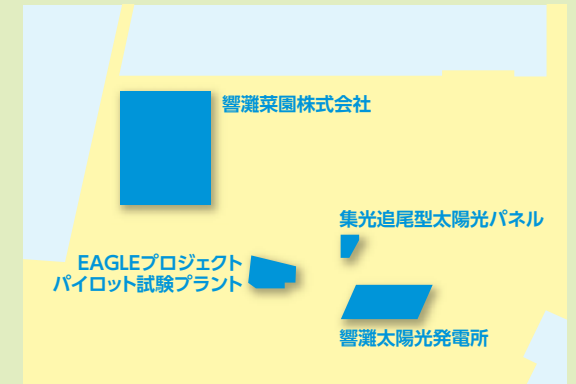 響灘菜園株式会社
集光追尾型太陽光パネル
EAGLEプロジェクト
パイロット試験プラント
響灘太陽光発電所